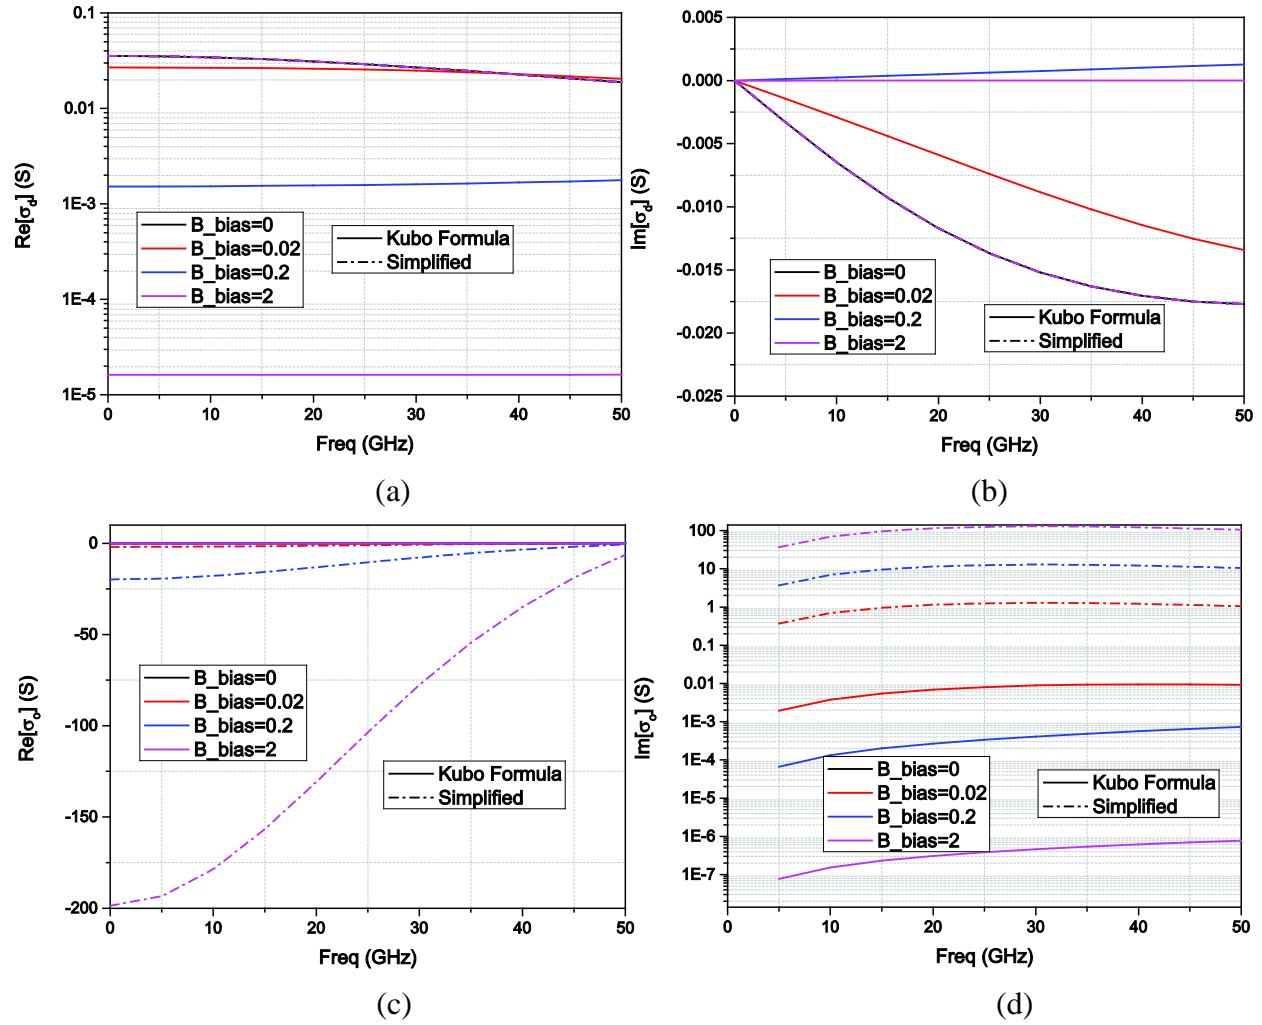 0.1
0.01
1E-3
1E-4
1E-5
Re[σd] (S)
B_bias=0
B_bias=0.02
B_bias=0.2
B_bias=2
Kubo Formula
Simplified
0 10 20 30 40 50
Freq (GHz)
(a)
0.005
0.000
-0.005
-0.010
-0.015
-0.020
-0.025
Im[σd] (S)
B_bias=0
B_bias=0.02
B_bias=0.2
B_bias=2
Kubo Formula
Simplified
0 10 20 30 40 50
Freq (GHz)
(b)
0
-50
-100
-150
-200
Re[σo] (S)
B_bias=0
B_bias=0.02
B_bias=0.2
B_bias=2
Kubo Formula
Simplified
0 10 20 30 40 50
Freq (GHz)
(c)
100
10
1
0.1
0.01
1E-3
1E-4
1E-5
1E-6
1E-7
Im[σo] (S)
B_bias=0
B_bias=0.02
B_bias=0.2
B_bias=2
Kubo Formula
Simplified
0 10 20 30 40 50
Freq (GHz)
(d)